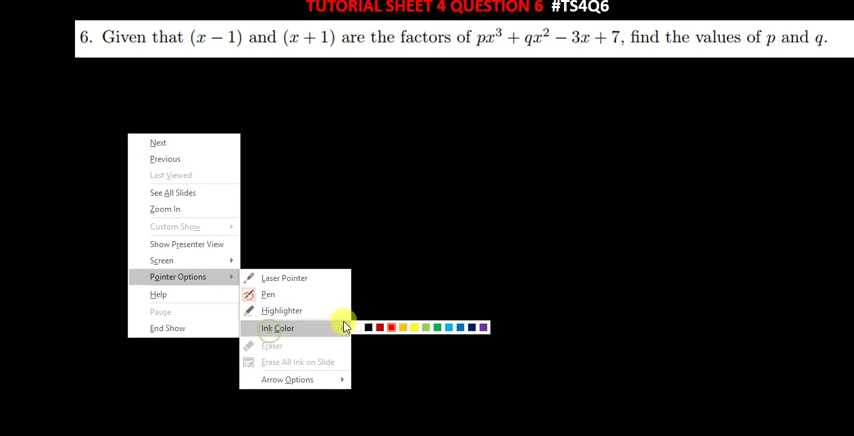 TUTORIAL SHEET 4 QUESTION 6 #TS4Q6
6. Given that (x − 1) and (x + 1) are the factors of px³ + qx² − 3x + 7, find the values of p and q.
Next
Previous
Last Viewed
See All Slides
Zoom In
Custom Show
Show Presenter View
Screen
Pointer Options
Help
Pause
End Show
Laser Pointer
Pen
Highlighter
Ink Color
Eraser
Erase All Ink on Slide
Arrow Options